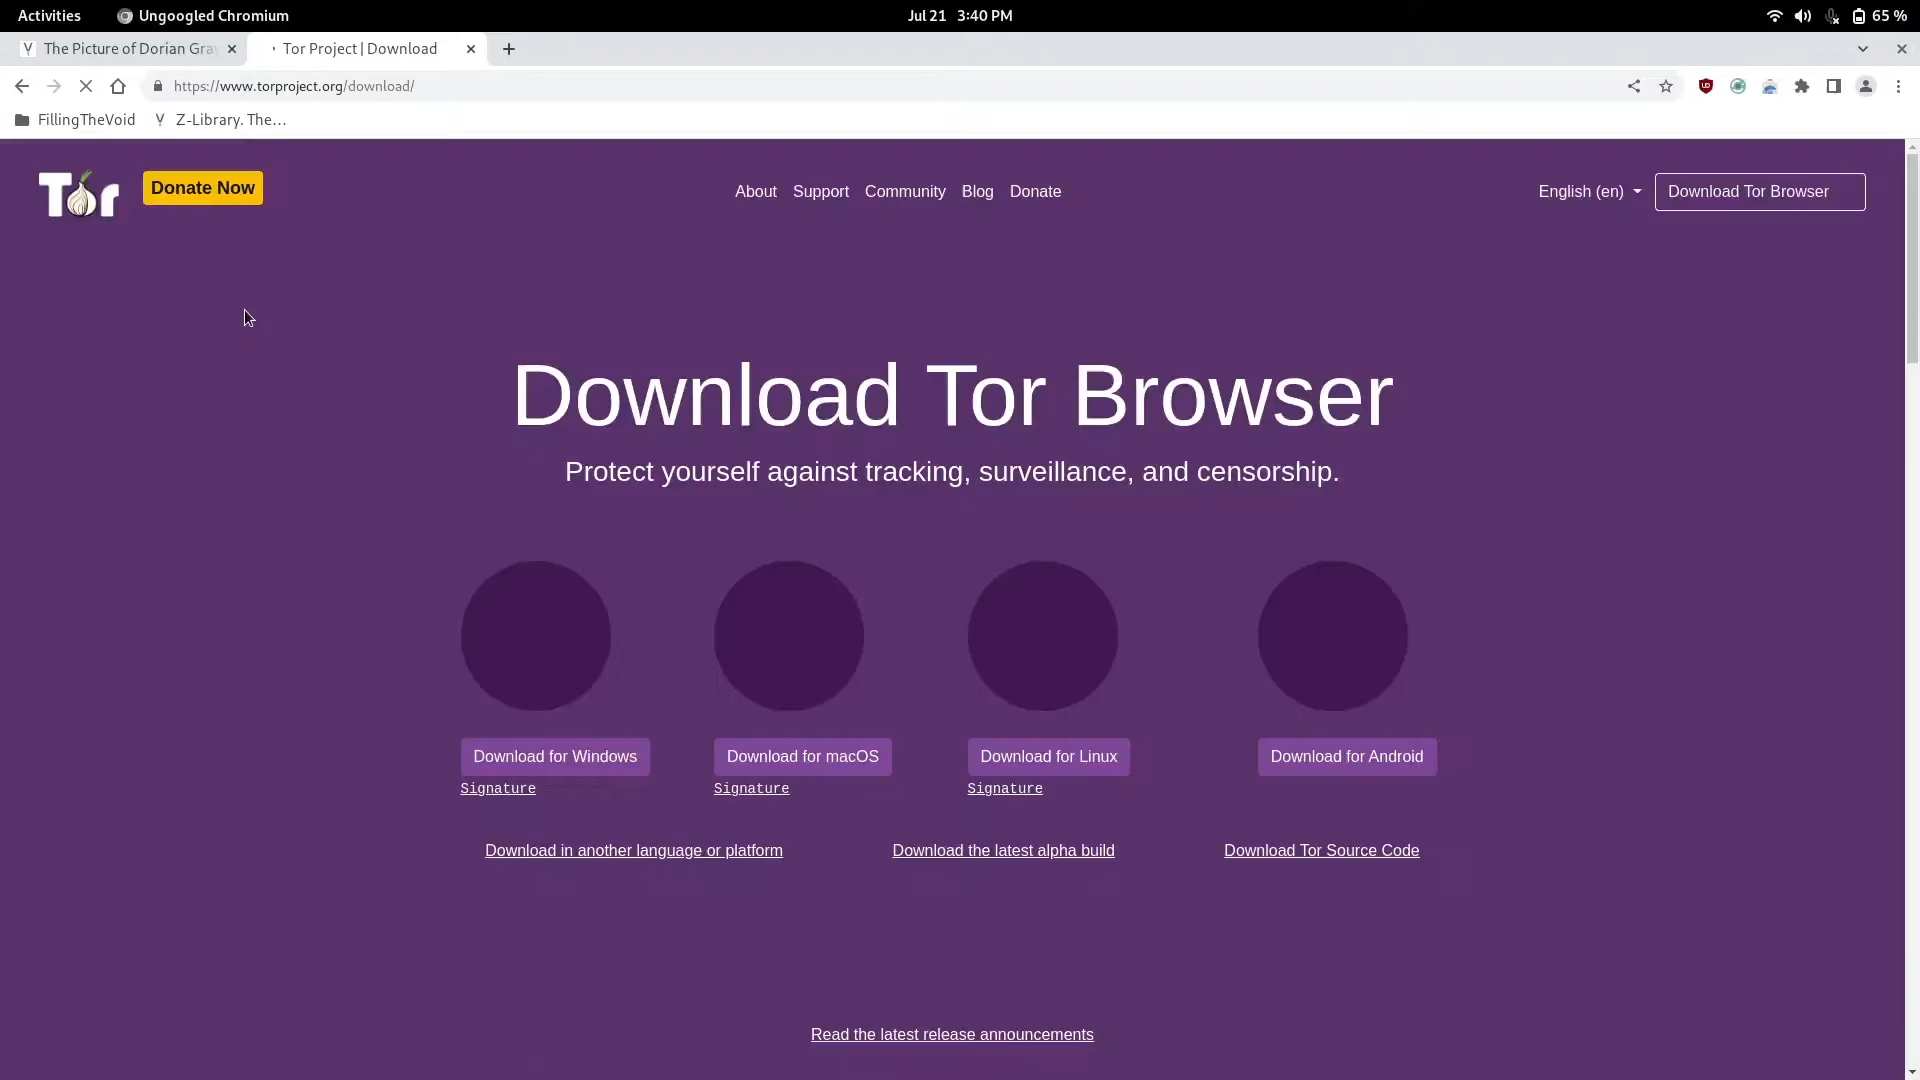 Activities Ungoogled Chromium Jul 21 3:40 PM 65 %
The Picture of Dorian Gray Tor Project | Download
https://www.torproject.org/download/
FillingTheVoid Z-Library. The...
Tor Donate Now About Support Community Blog Donate English (en) Download Tor Browser
Download Tor Browser
Protect yourself against tracking, surveillance, and censorship.
Download for Windows Download for macOS Download for Linux Download for Android
Signature Signature Signature
Download in another language or platform Download the latest alpha build Download Tor Source Code
Read the latest release announcements